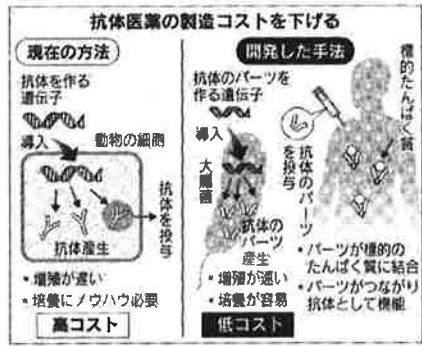 抗体医薬の製造コストを下げる
現在の方法
抗体を作る
遺伝子
導入
動物の細胞
抗体産生
抗体を投与
・増殖が遅い
・培養にノウハウ必要
高コスト
開発した手法
抗体のパーツを
作る遺伝子
導入
大腸菌
抗体の
パーツ
産生
・増殖が速い
・培養が容易
低コスト
標的たんぱく質
抗体のパーツ
を投与
・パーツが標的の
たんぱく質に結合
・パーツがつながり
抗体として機能